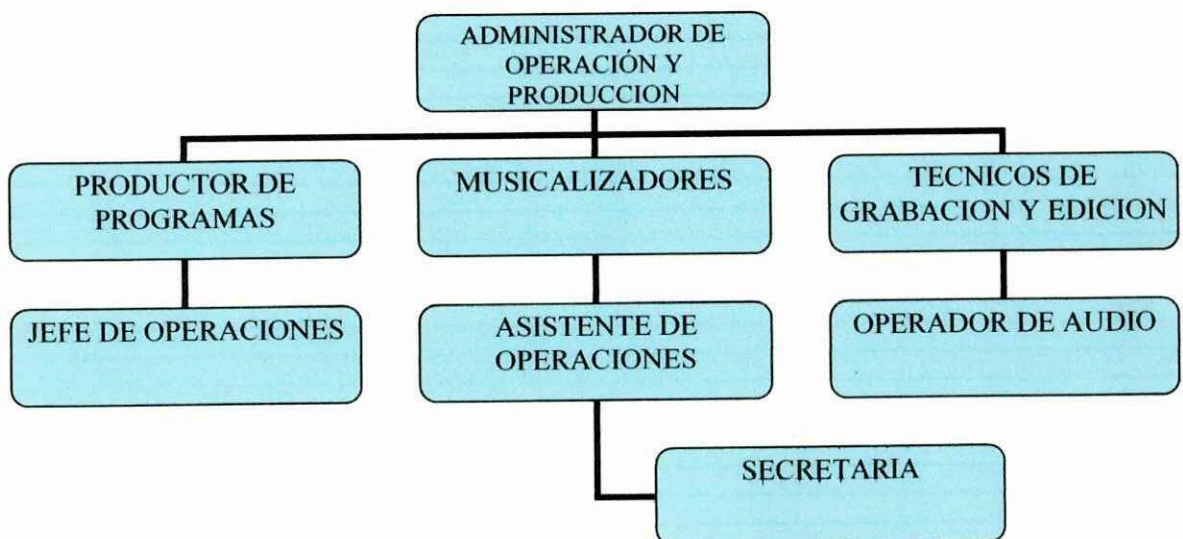 ADMINISTRADOR DE
OPERACIÓN Y
PRODUCCION
PRODUCTOR DE
PROGRAMAS
MUSICALIZADORES
TECNICOS DE
GRABACION Y EDICION
JEFE DE OPERACIONES
ASISTENTE DE
OPERACIONES
OPERADOR DE AUDIO
SECRETARIA